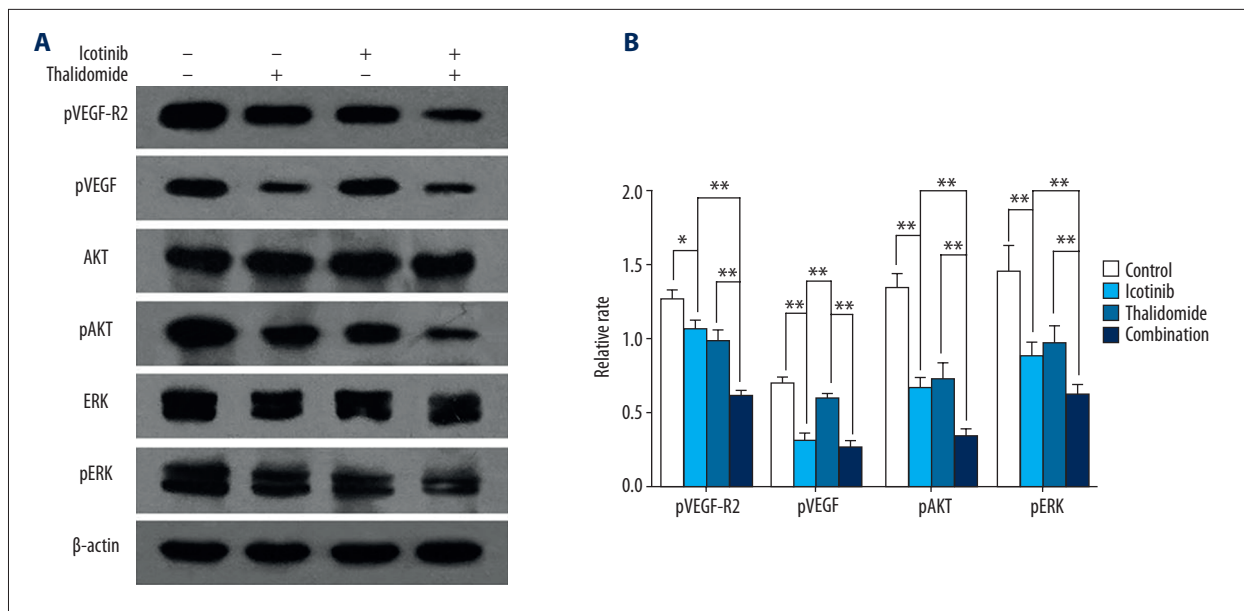 A
Icotinib – – + +
Thalidomide – + – +
pVEGF-R2
pVEGF
AKT
pAKT
ERK
pERK
β-actin
B
Relative rate
2.0
1.5
1.0
0.5
0.0
** ** ** **
* ** ** ** ** **
** ** **
pVEGF-R2 pVEGF pAKT pERK
Control
Icotinib
Thalidomide
Combination